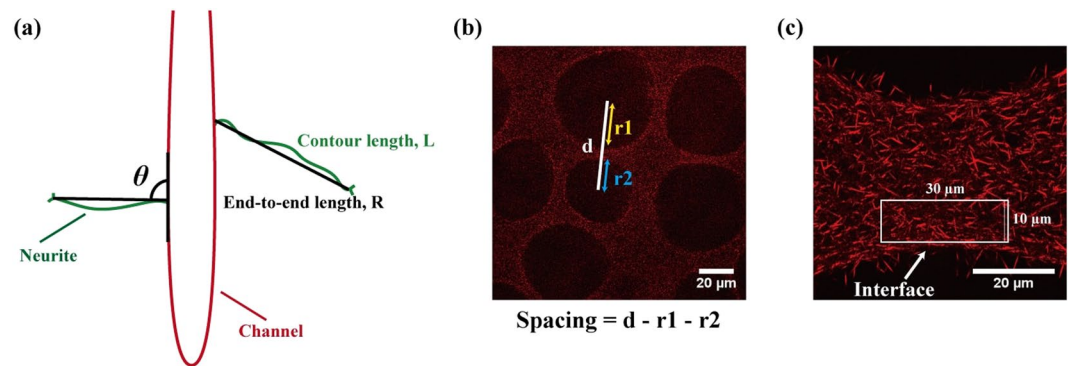 (a)
θ
Contour length, L
End-to-end length, R
Neurite
Channel
(b)
r1
d
r2
20 µm
Spacing = d - r1 - r2
(c)
30 µm
10 µm
Interface
20 µm